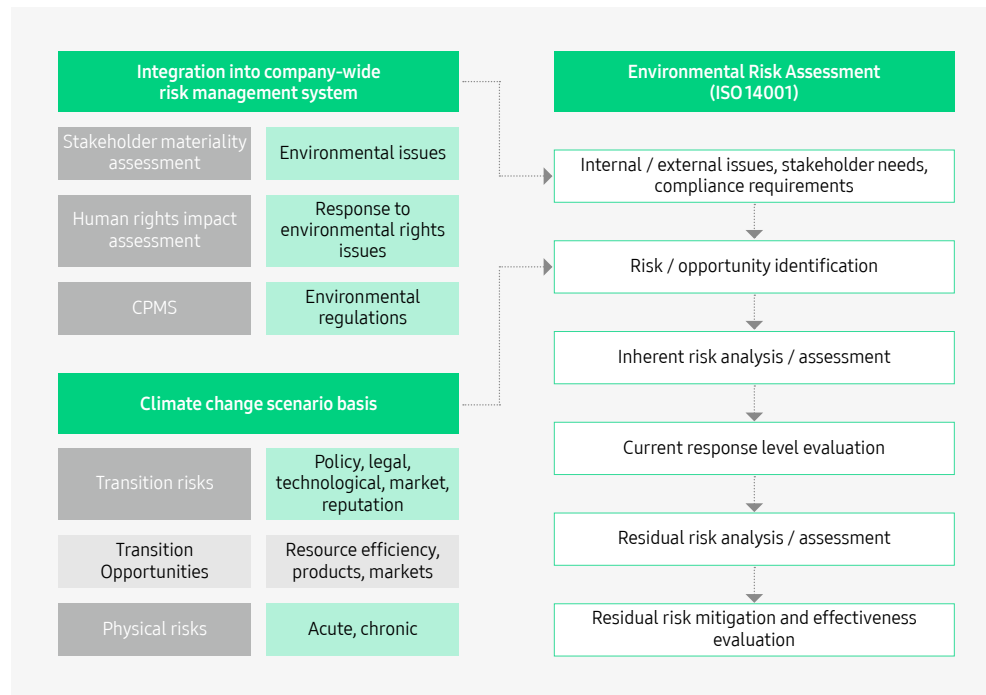 Integration into company-wide
risk management system
Stakeholder materiality
assessment
Environmental issues
Human rights impact
assessment
Response to
environmental rights
issues
CPMS
Environmental
regulations
Climate change scenario basis
Transition risks
Policy, legal,
technological, market,
reputation
Transition
Opportunities
Resource efficiency,
products, markets
Physical risks
Acute, chronic
Environmental Risk Assessment
(ISO 14001)
Internal / external issues, stakeholder needs,
compliance requirements
Risk / opportunity identification
Inherent risk analysis / assessment
Current response level evaluation
Residual risk analysis / assessment
Residual risk mitigation and effectiveness
evaluation